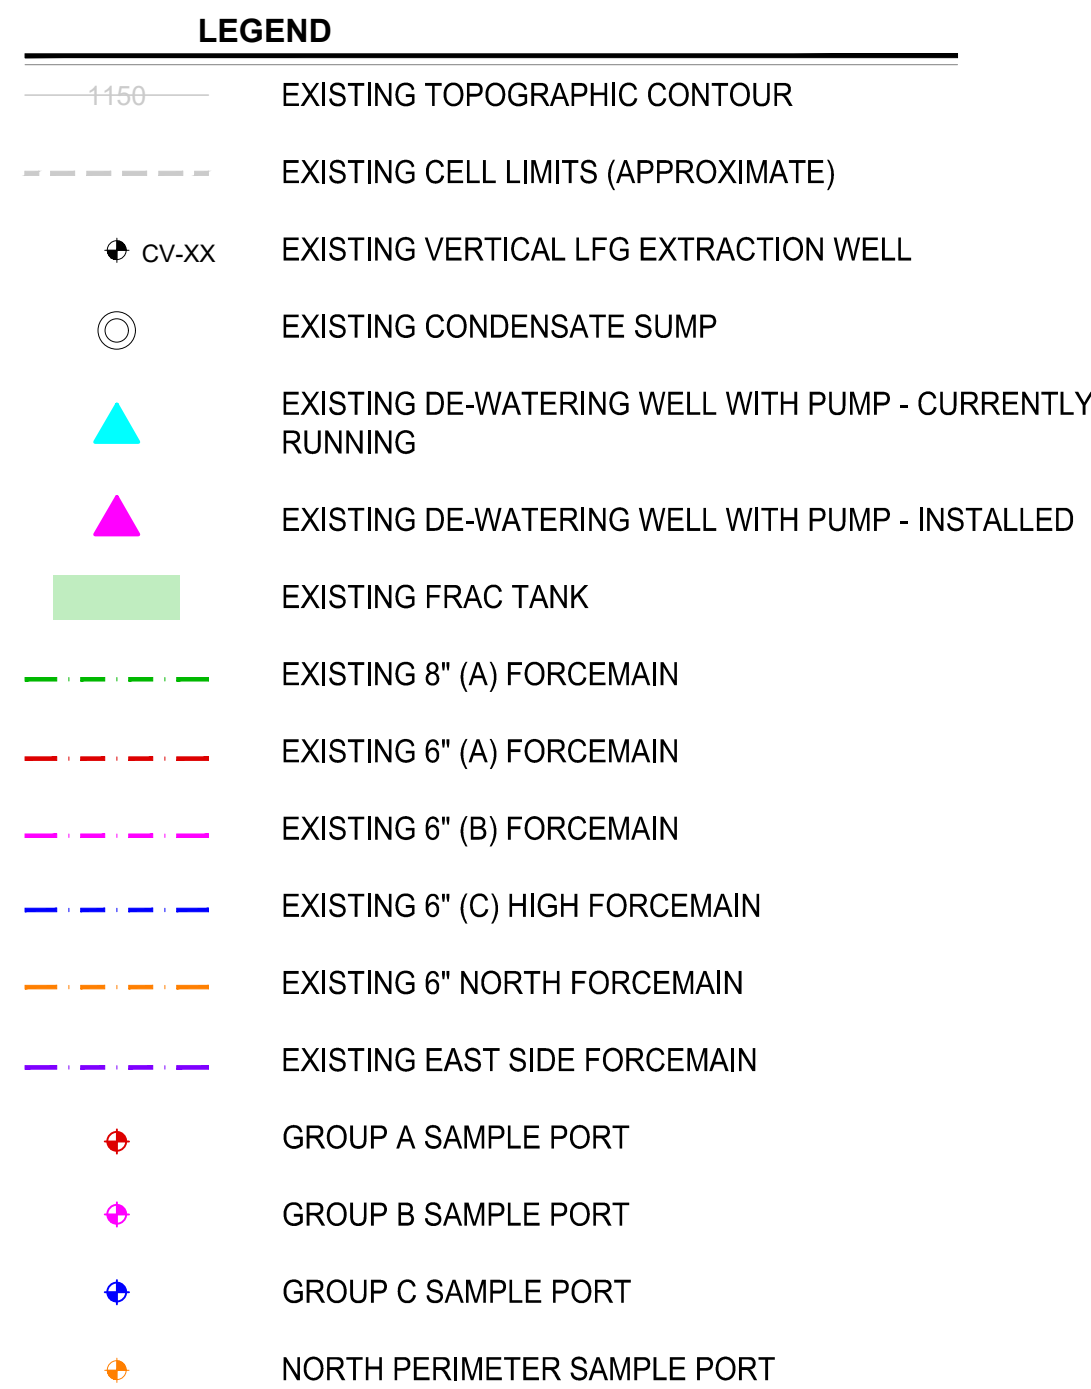 LEGEND
1150 EXISTING TOPOGRAPHIC CONTOUR
EXISTING CELL LIMITS (APPROXIMATE)
CV-XX EXISTING VERTICAL LFG EXTRACTION WELL
EXISTING CONDENSATE SUMP
EXISTING DE-WATERING WELL WITH PUMP - CURRENTLY
RUNNING
EXISTING DE-WATERING WELL WITH PUMP - INSTALLED
EXISTING FRAC TANK
EXISTING 8" (A) FORCEMAIN
EXISTING 6" (A) FORCEMAIN
EXISTING 6" (B) FORCEMAIN
EXISTING 6" (C) HIGH FORCEMAIN
EXISTING 6" NORTH FORCEMAIN
EXISTING EAST SIDE FORCEMAIN
GROUP A SAMPLE PORT
GROUP B SAMPLE PORT
GROUP C SAMPLE PORT
NORTH PERIMETER SAMPLE PORT